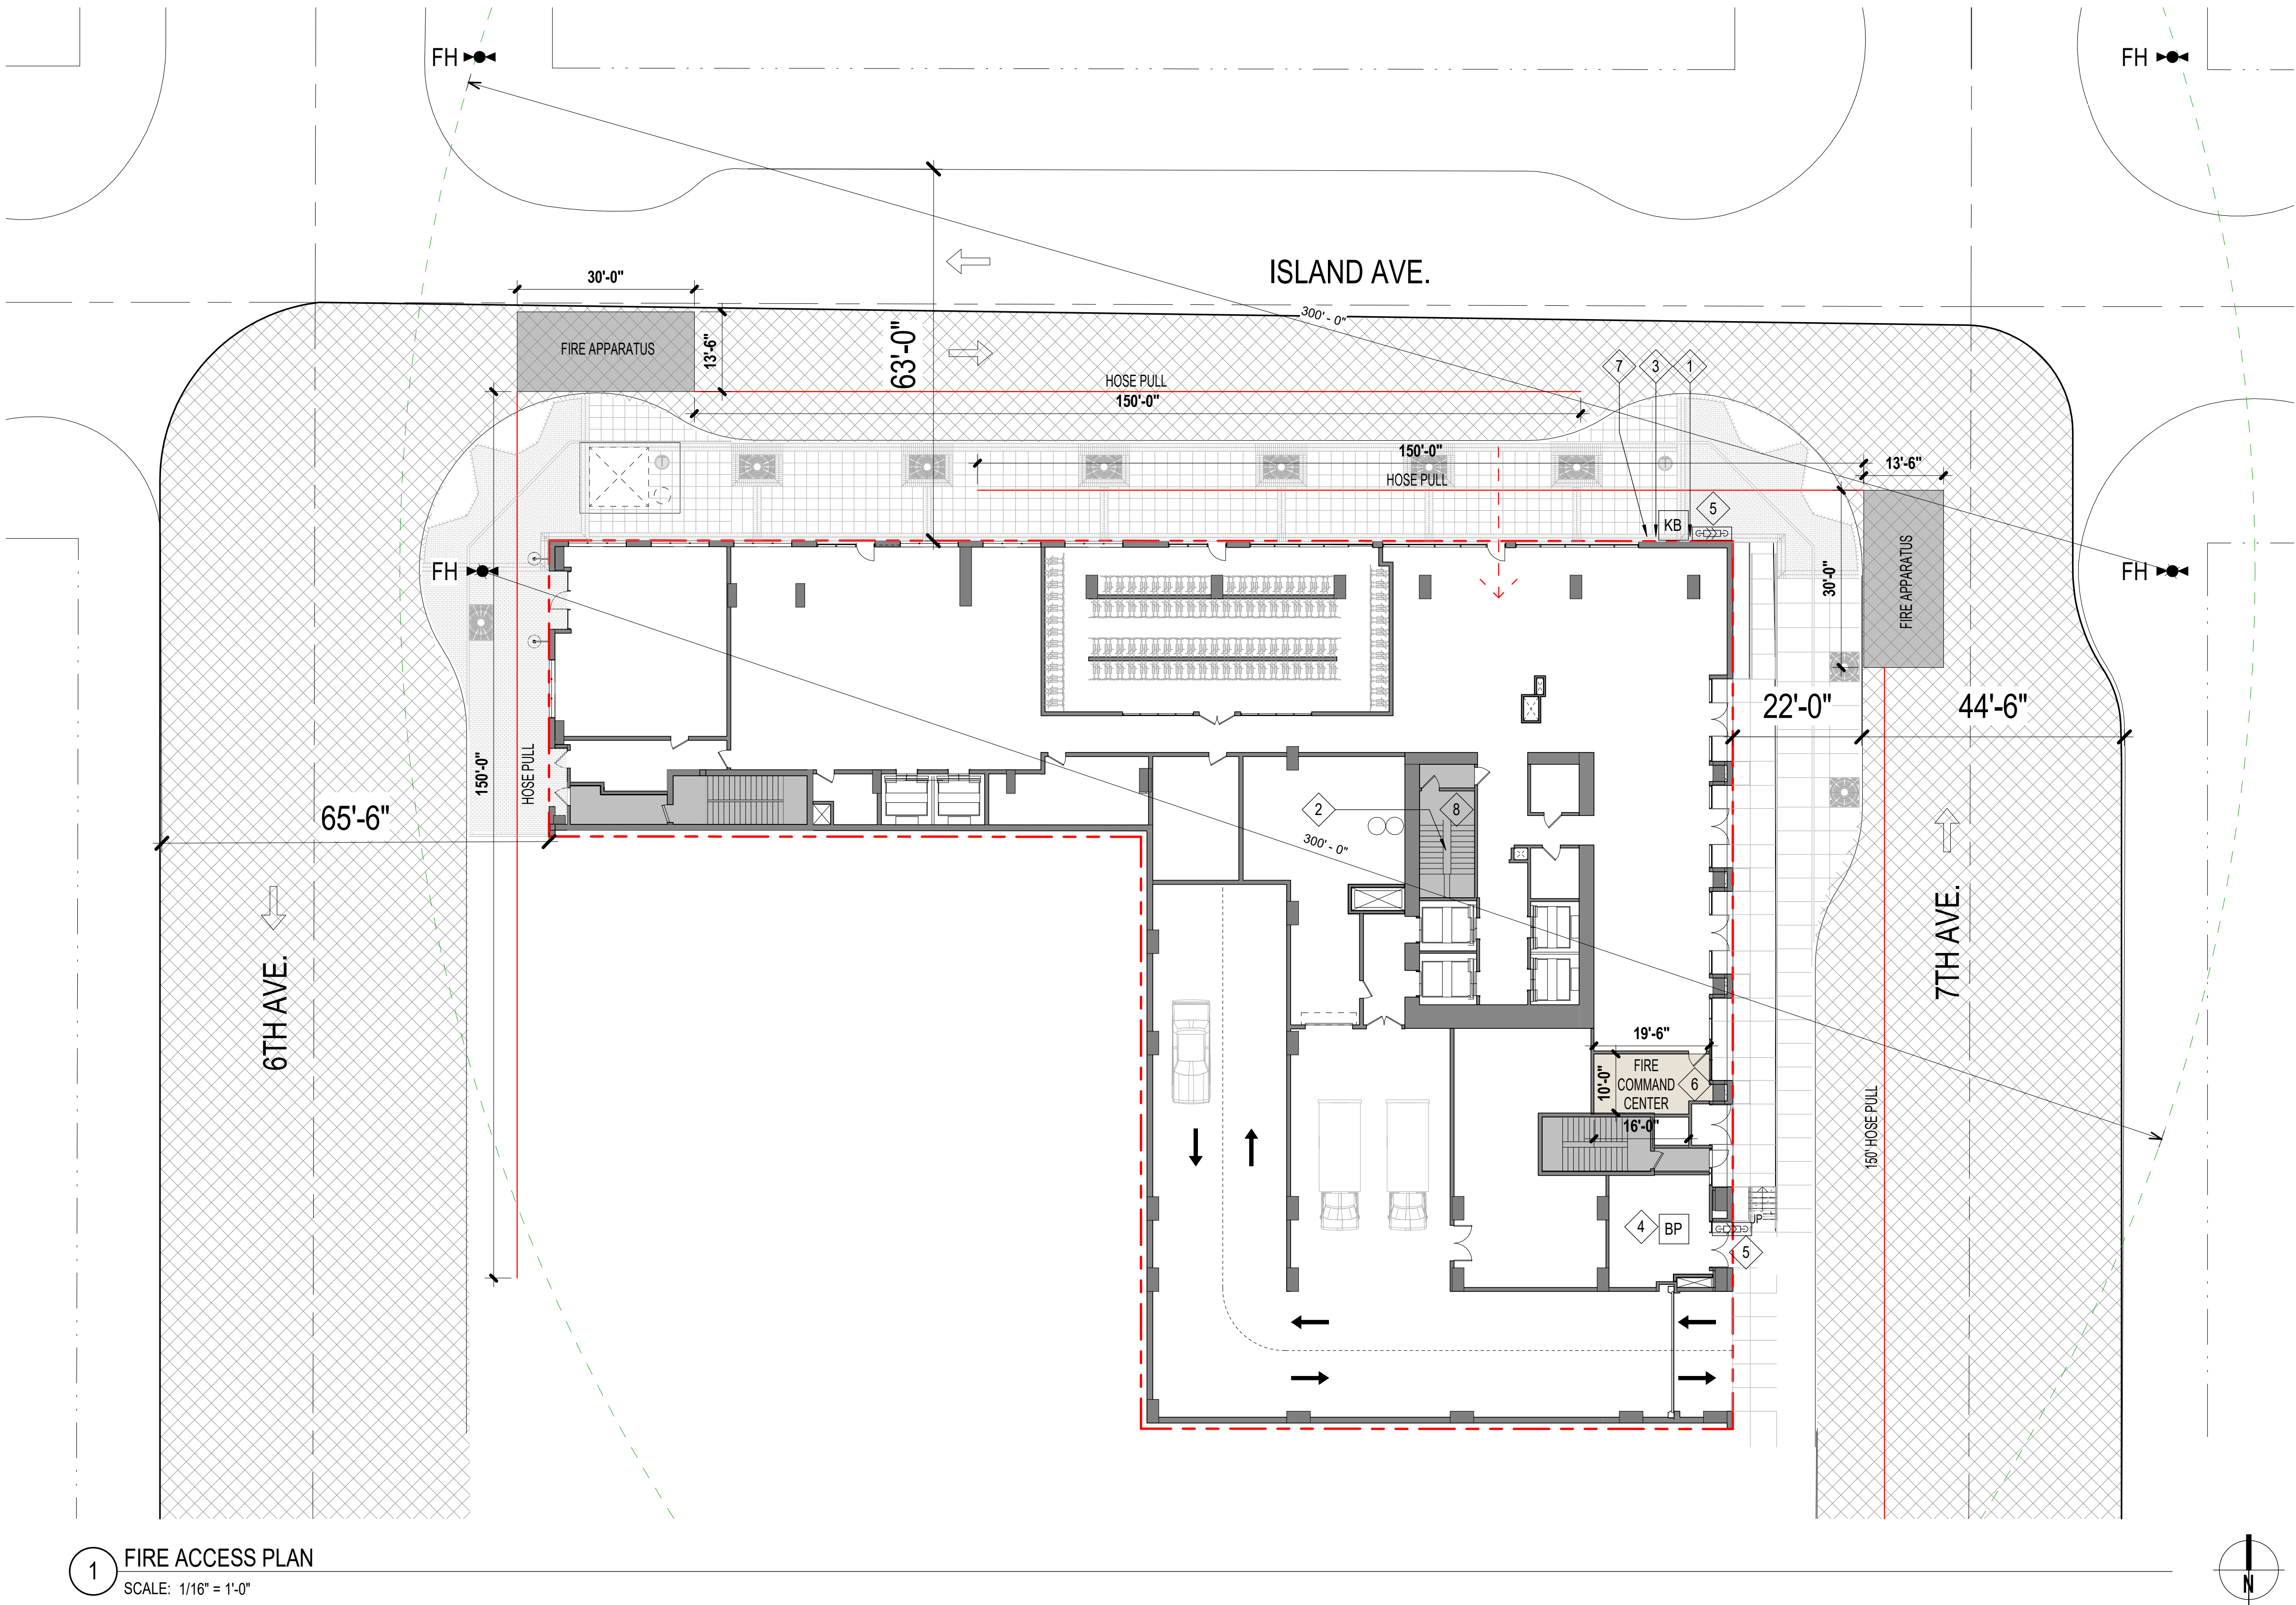 FH
FH
ISLAND AVE.
30'-0"
300' - 0"
FIRE APPARATUS
13'-6"
63'-0"
7
3
1
HOSE PULL
150'-0"
150'-0"
13'-6"
HOSE PULL
5
KB
FIRE APPARATUS
30'-0"
FH
FH
22'-0"
44'-6"
150'-0"
HOSE PULL
65'-6"
2
8
300' - 0"
6TH AVE.
7TH AVE.
19'-6"
10'-0"
FIRE
COMMAND
CENTER
6
16'-0"
150' HOSE PULL
4
BP
5
1
FIRE ACCESS PLAN
SCALE: 1/16" = 1'-0"
N